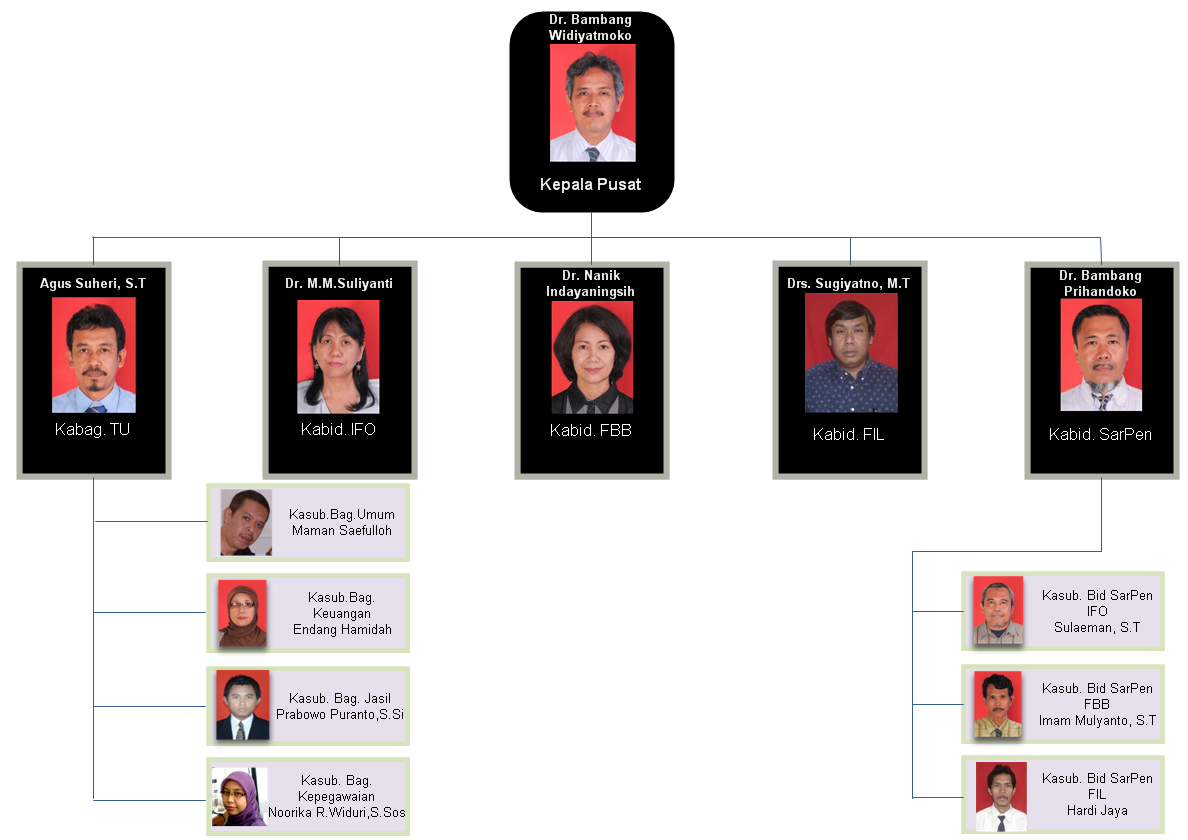 Dr. Bambang
Widiyatmoko
Kepala Pusat
Agus Suheri, S.T
Kabag. TU
Dr. M.M.Suliyanti
Kabid. IFO
Dr. Nanik
Indayaningsih
Kabid. FBB
Drs. Sugiyatno, M.T
Kabid. FIL
Dr. Bambang
Prihandoko
Kabid. SarPen
Kasub.Bag.Umum
Maman Saefulloh
Kasub.Bag.
Keuangan
Endang Hamidah
Kasub. Bag. Jasil
Prabowo Puranto,S.Si
Kasub. Bag.
Kepegawaian
Noorika R.Widuri,S.Sos
Kasub. Bid SarPen
IFO
Sulaeman, S.T
Kasub. Bid SarPen
FBB
Imam Mulyanto, S.T
Kasub. Bid SarPen
FIL
Hardi Jaya